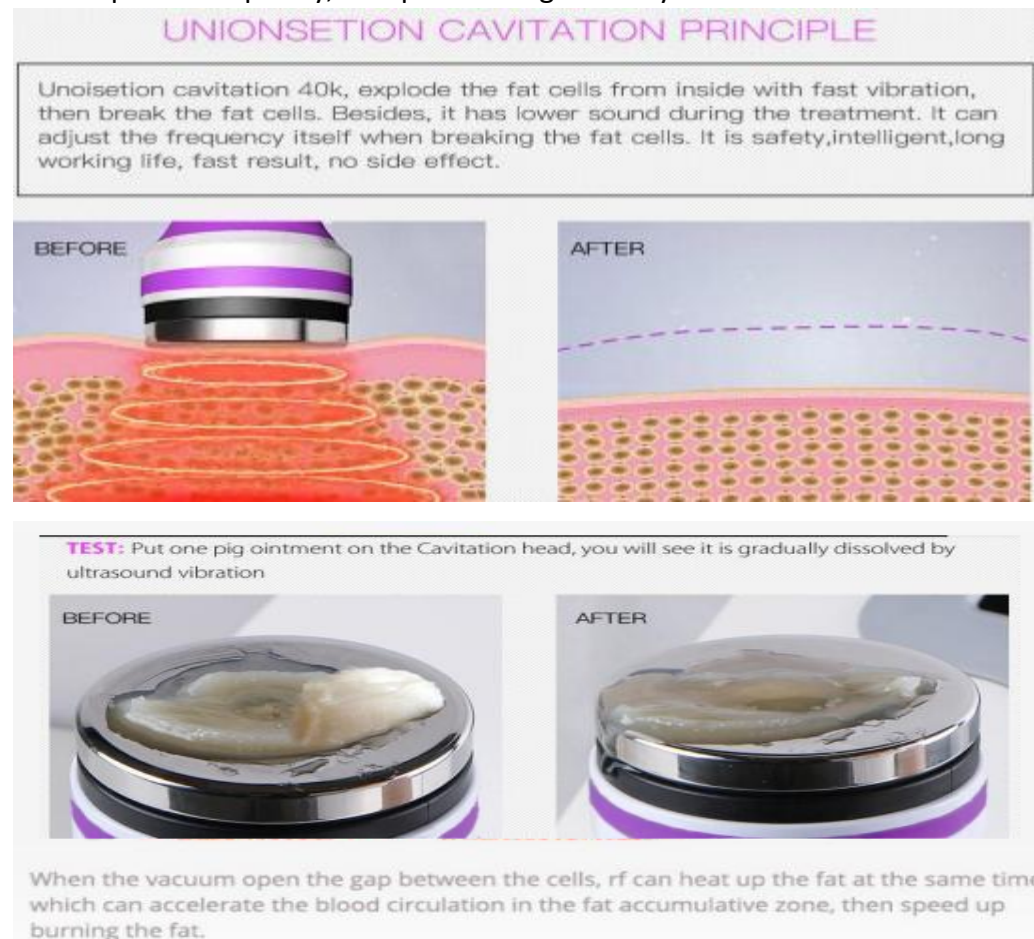 UNIONSETION CAVITATION PRINCIPLE
Unoisetion cavitation 40k, explode the fat cells from inside with fast vibration,
then break the fat cells. Besides, it has lower sound during the treatment. It can
adjust the frequency itself when breaking the fat cells. It is safety,intelligent,long
working life, fast result, no side effect.
BEFORE
AFTER
TEST: Put one pig ointment on the Cavitation head, you will see it is gradually dissolved by
ultrasound vibration
BEFORE
AFTER
When the vacuum open the gap between the cells, rf can heat up the fat at the same time
which can accelerate the blood circulation in the fat accumulative zone, then speed up
burning the fat.